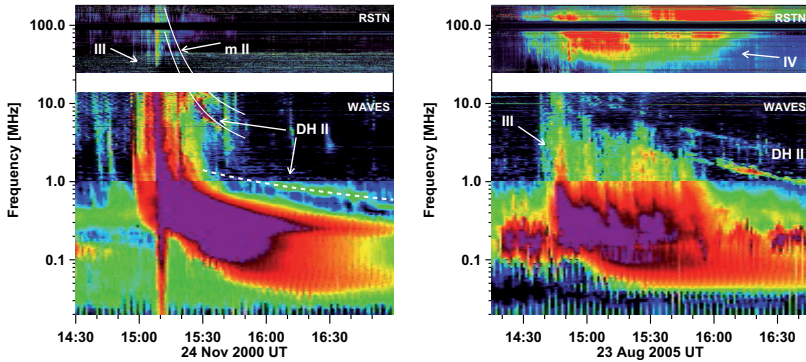 RSTN
100.0
III
m II
Frequency [MHz]
10.0
WAVES
DH II
1.0
0.1
14:30 15:00 15:30 16:00 16:30
24 Nov 2000 UT
RSTN
100.0
IV
Frequency [MHz]
10.0
WAVES
III
DH II
1.0
0.1
14:30 15:00 15:30 16:00 16:30
23 Aug 2005 UT